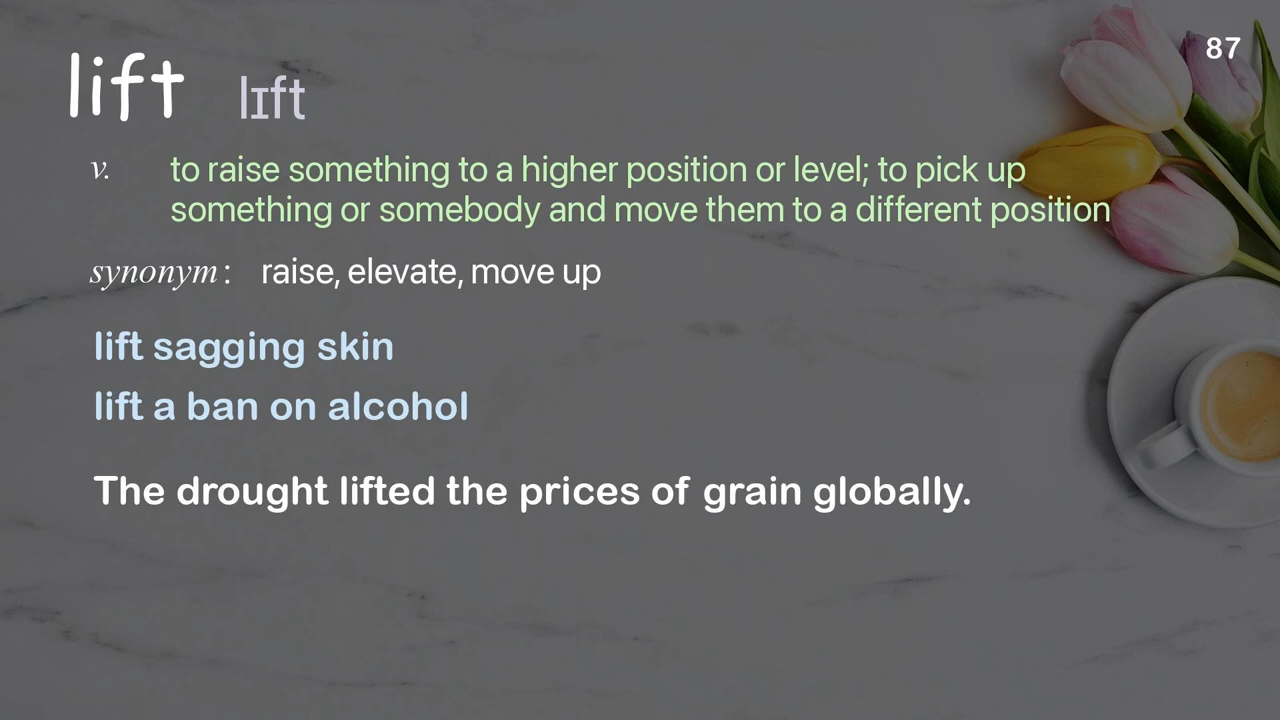 87
lift lɪft
v. to raise something to a higher position or level; to pick up
something or somebody and move them to a different position
synonym: raise, elevate, move up
lift sagging skin
lift a ban on alcohol
The drought lifted the prices of grain globally.